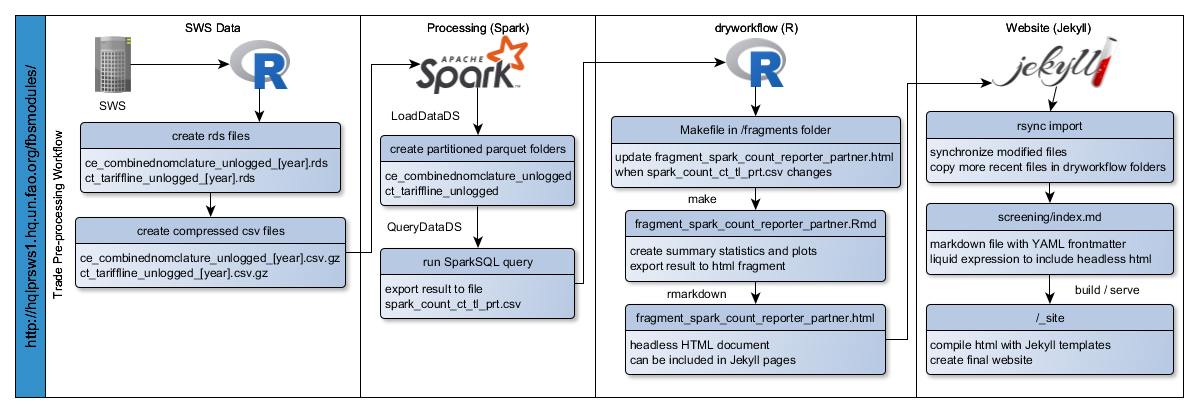 http://hqlprsws1.hq.un.fao.org/fbsmodules/
Trade Pre-processing Workflow
SWS Data
SWS
R
create rds files
ce_combinednomclature_unlogged_[year].rds
ct_tariffline_unlogged_[year].rds
create compressed csv files
ce_combinednomclature_unlogged_[year].csv.gz
ct_tariffline_unlogged_[year].csv.gz
Processing (Spark)
APACHE
Spark
LoadDataDS
create partitioned parquet folders
ce_combinednomclature_unlogged
ct_tariffline_unlogged
QueryDataDS
run SparkSQL query
export result to file
spark_count_ct_tl_prt.csv
dryworkflow (R)
R
Makefile in /fragments folder
update fragment_spark_count_reporter_partner.html
when spark_count_ct_tl_prt.csv changes
make
fragment_spark_count_reporter_partner.Rmd
create summary statistics and plots
export result to html fragment
rmarkdown
fragment_spark_count_reporter_partner.html
headless HTML document
can be included in Jekyll pages
Website (Jekyll)
jekyll
rsync import
synchronize modified files
copy more recent files in dryworkflow folders
screening/index.md
markdown file with YAML frontmatter
liquid expression to include headless html
build / serve
/_site
compile html with Jekyll templates
create final website